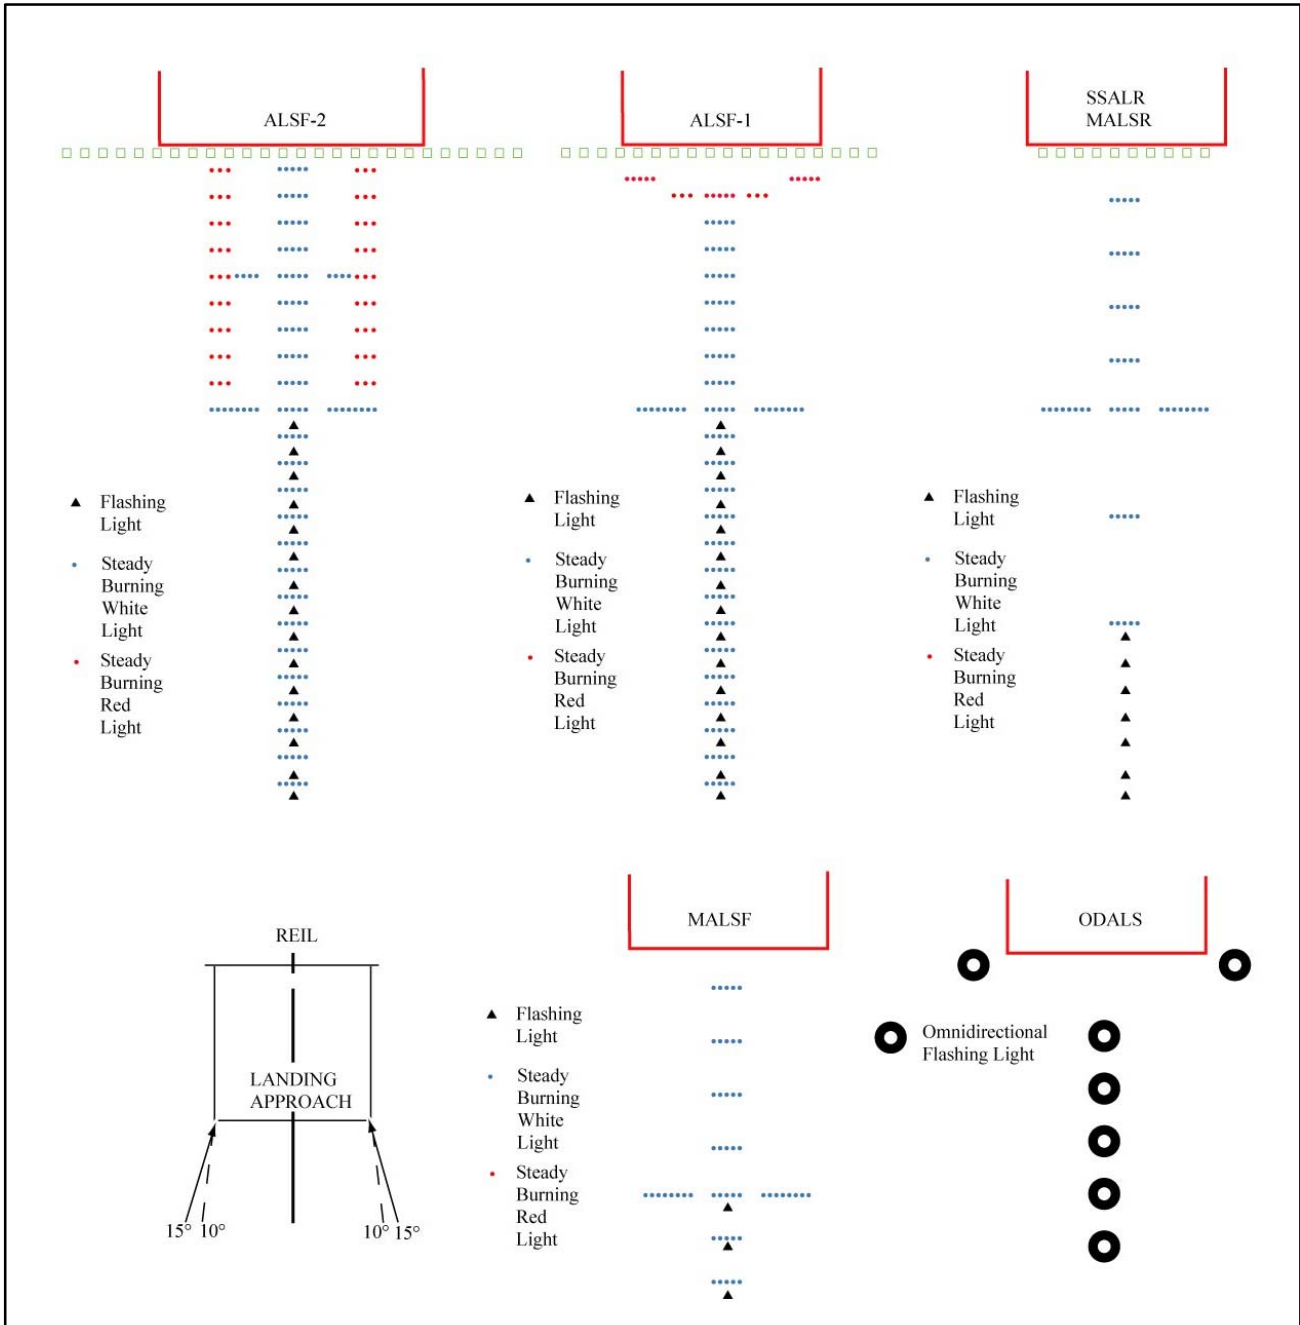 ALSF-2
ALSF-1
SSALR
MALSR
Flashing
Light
Steady
Burning
White
Light
Steady
Burning
Red
Light
Flashing
Light
Steady
Burning
White
Light
Steady
Burning
Red
Light
Flashing
Light
Steady
Burning
White
Light
Steady
Burning
Red
Light
REIL
LANDING
APPROACH
15° 10°
10° 15°
MALSF
Flashing
Light
Steady
Burning
White
Light
Steady
Burning
Red
Light
ODALS
Omnidirectional
Flashing Light